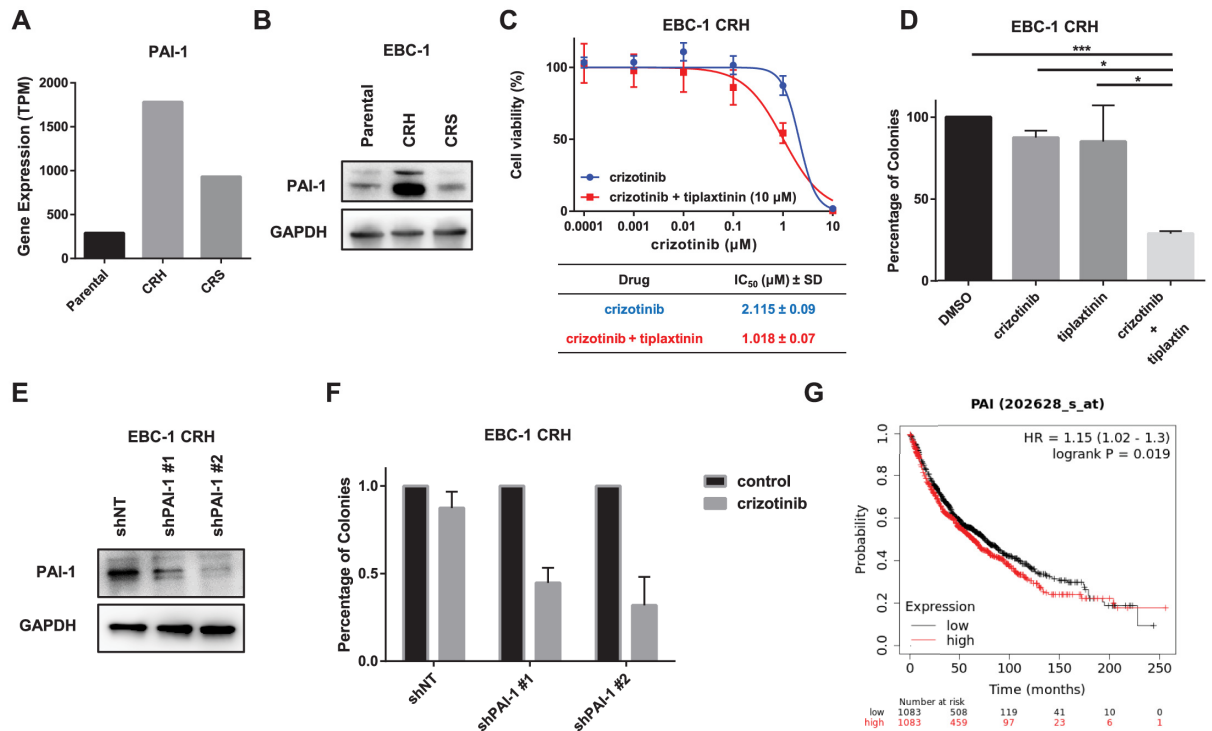 A
PAI-1
Gene Expression (TPM)
2000
1500
1000
500
0
Parental
CRH
CRS
B
EBC-1
Parental
CRH
CRS
PAI-1
GAPDH
C
EBC-1 CRH
Cell viability (%)
100
50
0
crizotinib
crizotinib + tiplaxtinin (10 µM)
0.0001 0.001 0.01 0.1 1 10
crizotinib (µM)
Drug IC50 (µM) ± SD
crizotinib 2.115 ± 0.09
crizotinib + tiplaxtinin 1.018 ± 0.07
D
EBC-1 CRH
***
*
*
Percentage of Colonies
100
50
0
DMSO
crizotinib
tiplaxtinin
crizotinib
+
tiplaxtin
E
EBC-1 CRH
shNT
shPAI-1 #1
shPAI-1 #2
PAI-1
GAPDH
F
EBC-1 CRH
Percentage of Colonies
1.0
0.5
0.0
shNT
shPAI-1 #1
shPAI-1 #2
control
crizotinib
G
PAI (202628_s_at)
HR = 1.15 (1.02 - 1.3)
logrank P = 0.019
Probability
1.0
0.8
0.6
0.4
0.2
0.0
Expression
low
high
0 50 100 150 200 250
Time (months)
Number at risk
low 1083 508 119 41 10 0
high 1083 459 97 23 6 1